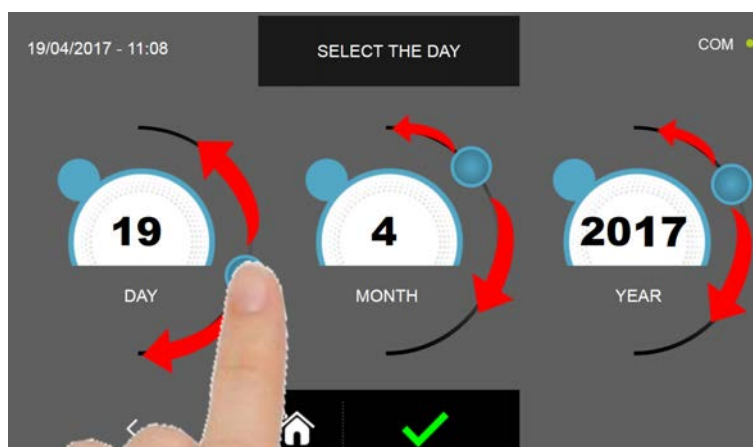 19/04/2017 - 11:08
SELECT THE DAY
COM
19
4
2017
DAY
MONTH
YEAR